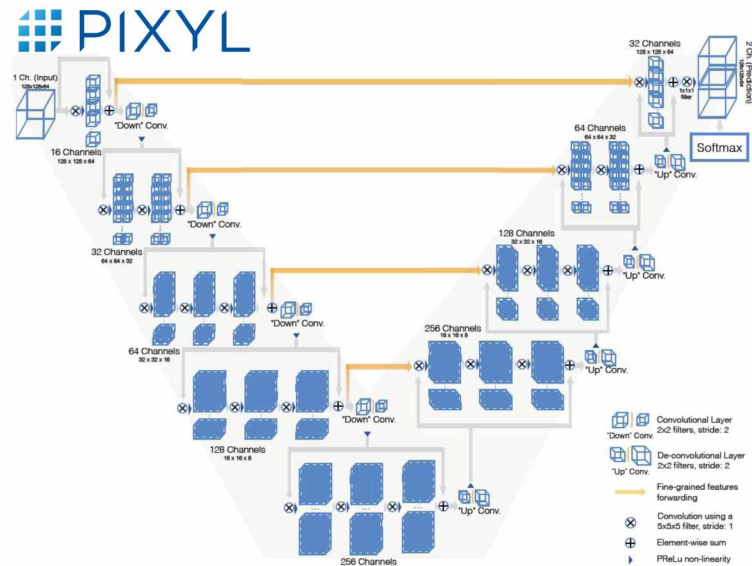 PIXYL
1 Ch. (Input)
128x128x64
"Down" Conv.
16 Channels
128 x 128 x 64
"Down" Conv.
32 Channels
64 x 64 x 32
"Down" Conv.
64 Channels
32 x 32 x 16
"Down" Conv.
128 Channels
16 x 16 x 8
256 Channels
"Up" Conv.
256 Channels
16 x 16 x 8
"Up" Conv.
128 Channels
32 x 32 x 16
"Up" Conv.
64 Channels
64 x 64 x 32
"Up" Conv.
32 Channels
128 x 128 x 64
1x1x1
filter
2 Ch. (Prediction)
128x128x64
Softmax
"Down" Conv.
Convolutional Layer
2x2 filters, stride: 2
"Up" Conv.
De-convolutional Layer
2x2 filters, stride: 2
Fine-grained features
forwarding
Convolution using a
5x5x5 filter, stride: 1
Element-wise sum
PReLu non-linearity